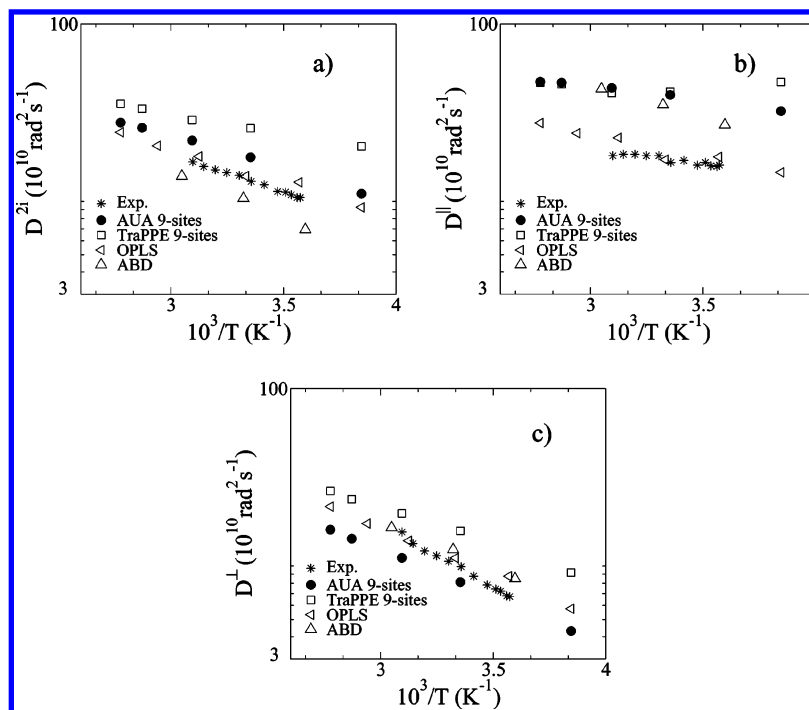 100
a)
D^2i (10^10 rad^2 s^-1)
Exp.
AUA 9-sites
TraPPE 9-sites
OPLS
ABD
3
3 3.5 4
10^3/T (K^-1)
100
b)
D^|| (10^10 rad^2 s^-1)
Exp.
AUA 9-sites
TraPPE 9-sites
OPLS
ABD
3
3 3.5
10^3/T (K^-1)
100
c)
D^⊥ (10^10 rad^2 s^-1)
Exp.
AUA 9-sites
TraPPE 9-sites
OPLS
ABD
3
3 3.5 4
10^3/T (K^-1)